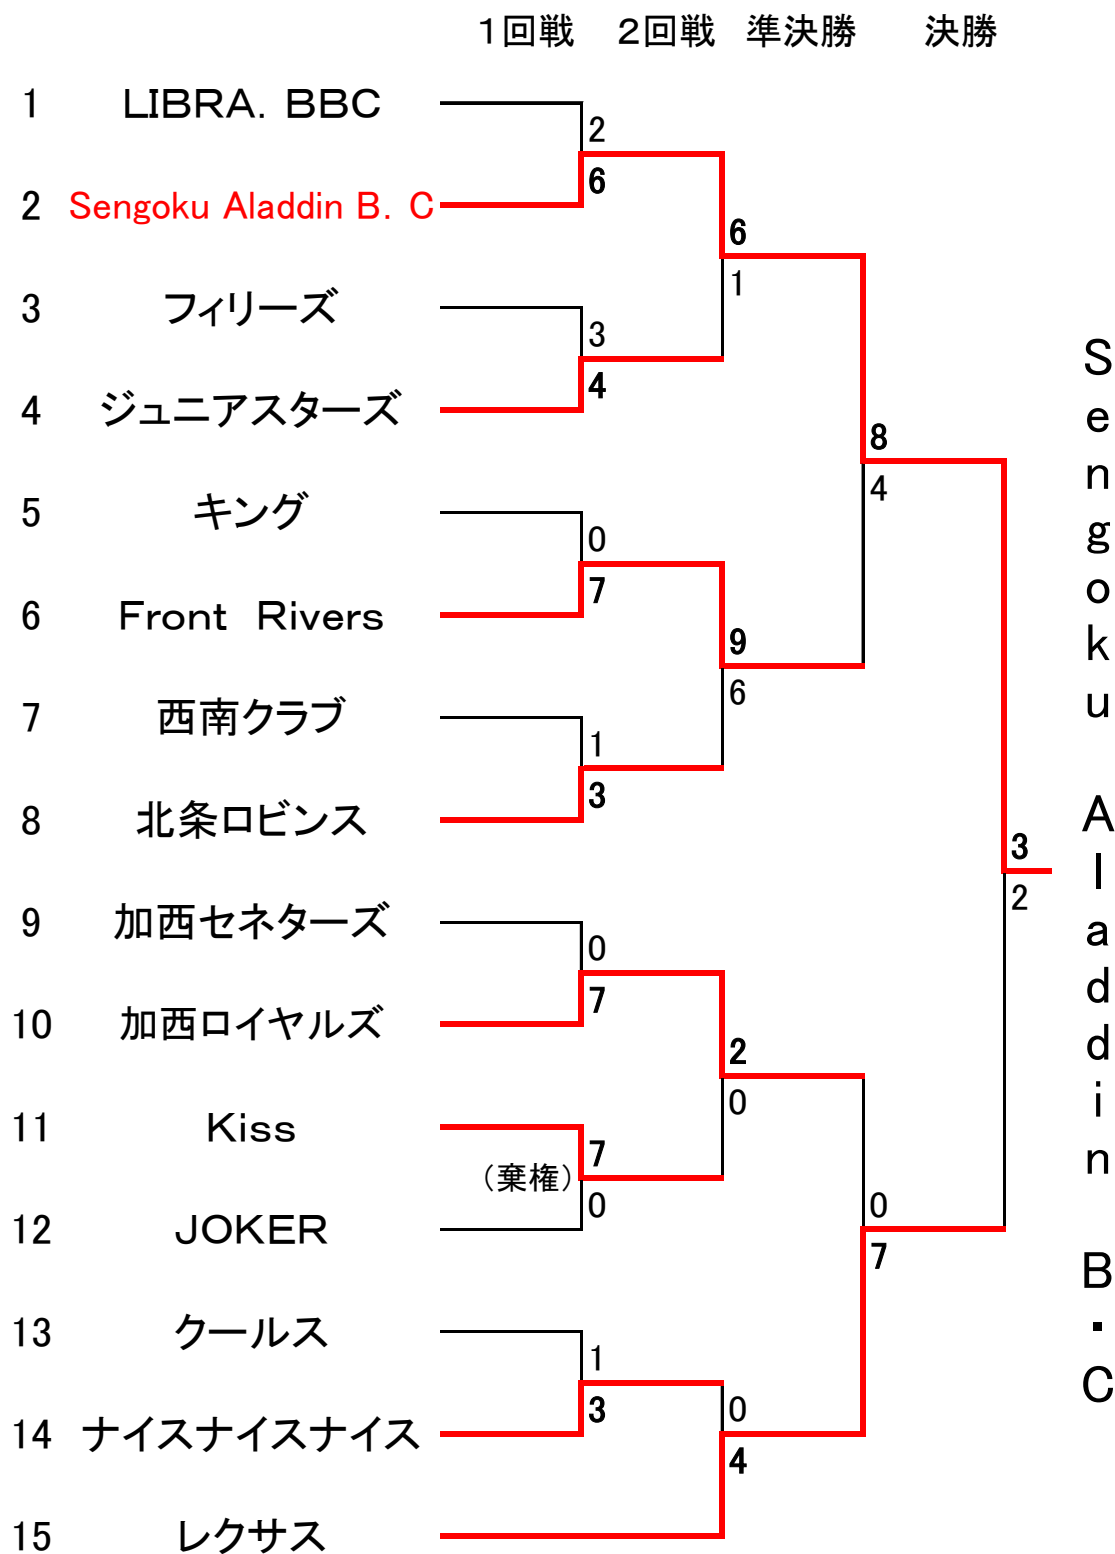 1回戦 2回戦 準決勝 決勝
1 LIBRA．BBC
2
6
2 Sengoku Aladdin B．C
6
1
3 フィリーズ
3
4
4 ジュニアスターズ
8
4
5 キング
0
7
6 Front Rivers
9
6
7 西南クラブ
1
3
8 北条ロビンス
3
2
9 加西セネターズ
0
7
10 加西ロイヤルズ
2
0
11 Kiss
7
（棄権）
0
12 JOKER
0
7
13 クールス
1
3
14 ナイスナイスナイス
0
4
15 レクサス
Sengoku Aladdin B・C